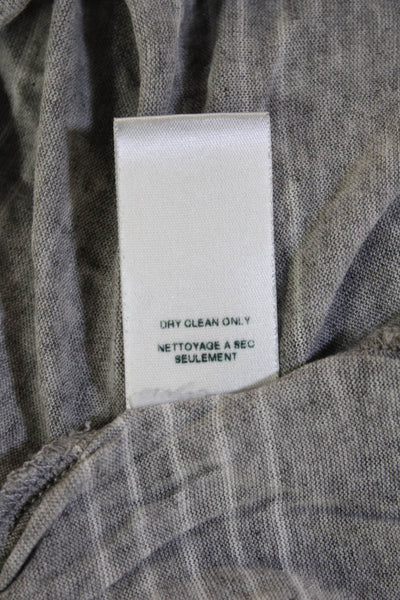 DRY CLEAN ONLY
NETTOYAGE A SEC
SEULEMENT